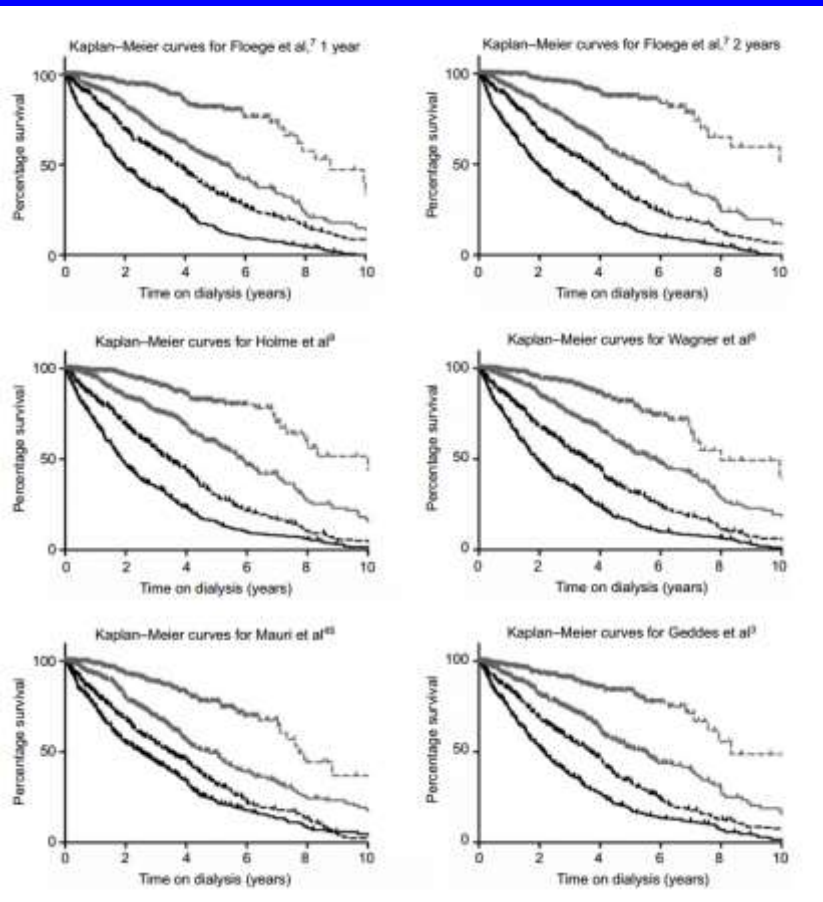 Kaplan–Meier curves for Floege et al,⁷ 1 year
Percentage survival
100
50
0
0 2 4 6 8 10
Time on dialysis (years)
Kaplan–Meier curves for Floege et al,⁷ 2 years
Percentage survival
100
50
0
0 2 4 6 8 10
Time on dialysis (years)
Kaplan–Meier curves for Holme et al⁹
Percentage survival
100
50
0
0 2 4 6 8 10
Time on dialysis (years)
Kaplan–Meier curves for Wagner et al⁶
Percentage survival
100
50
0
0 2 4 6 8 10
Time on dialysis (years)
Kaplan–Meier curves for Mauri et al⁴⁵
Percentage survival
100
50
0
0 2 4 6 8 10
Time on dialysis (years)
Kaplan–Meier curves for Geddes et al³
Percentage survival
100
50
0
0 2 4 6 8 10
Time on dialysis (years)